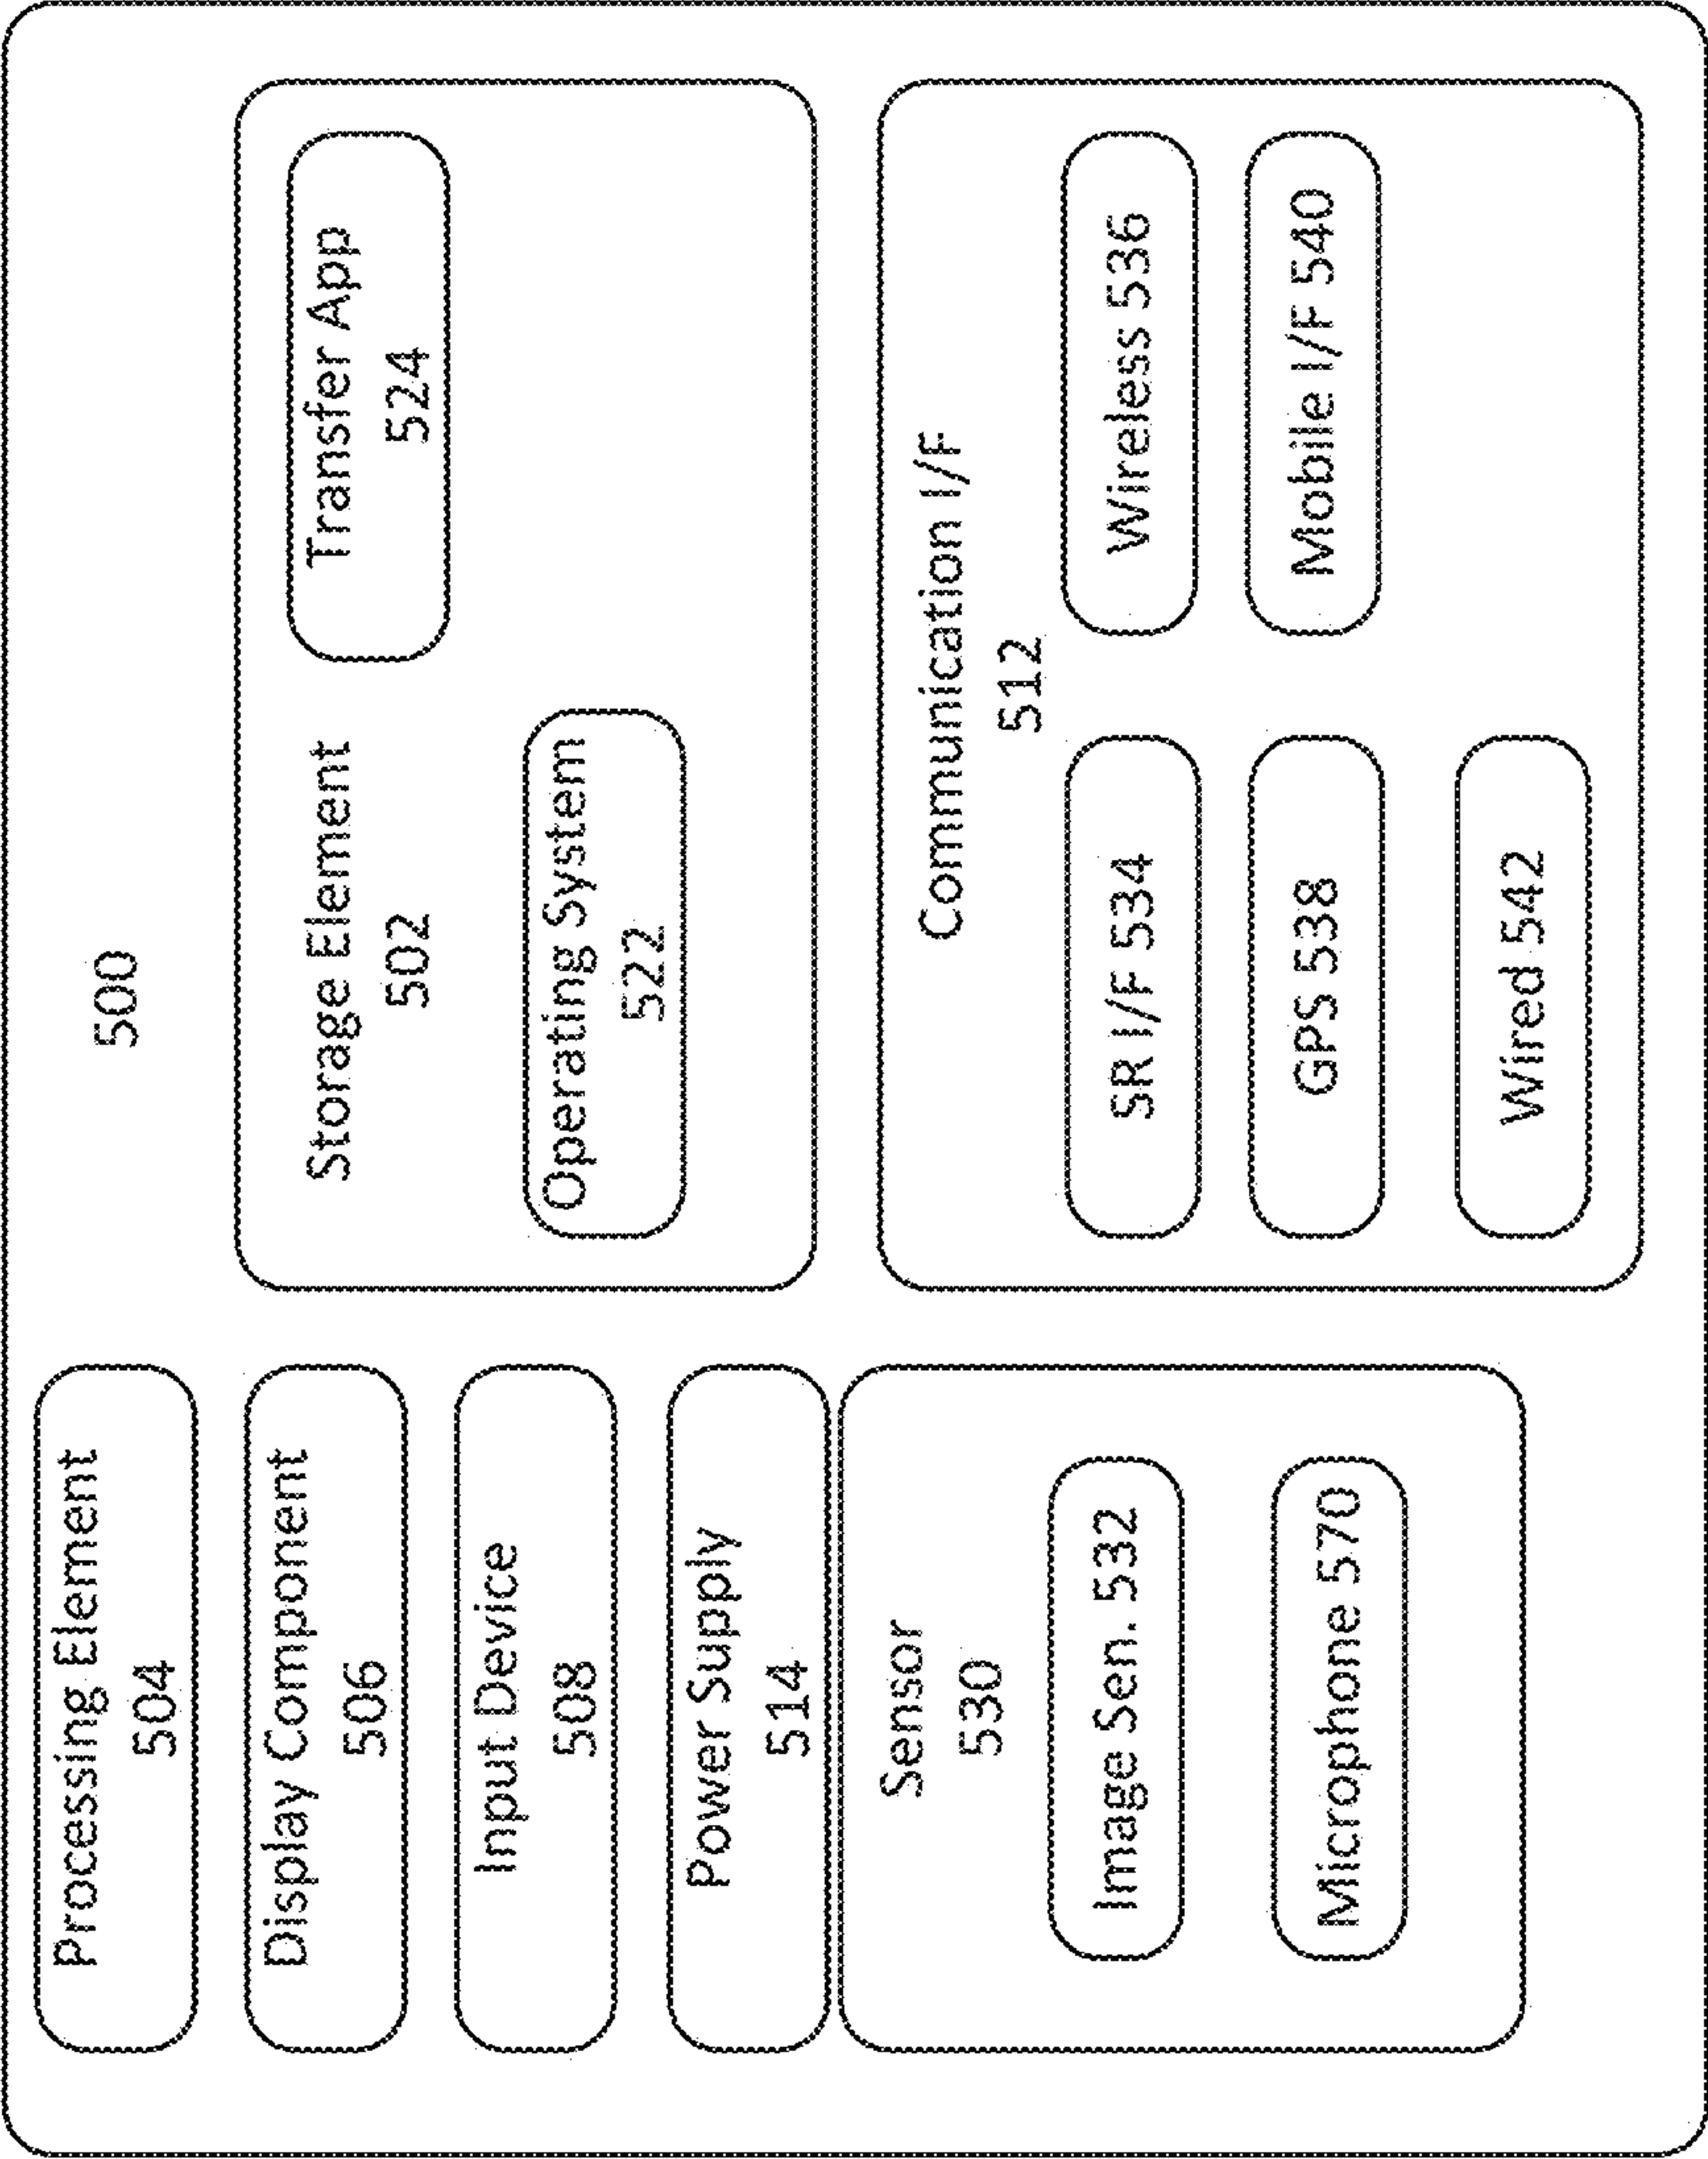 500
Processing Element
504
Display Component
506
Input Device
508
Power Supply
514
Sensor
530
Image Sen. 532
Microphone 570
Storage Element
502
Transfer App
524
Operating System
522
Communication I/F
512
SR I/F 534
Wireless 536
GPS 538
Mobile I/F 540
Wired 542